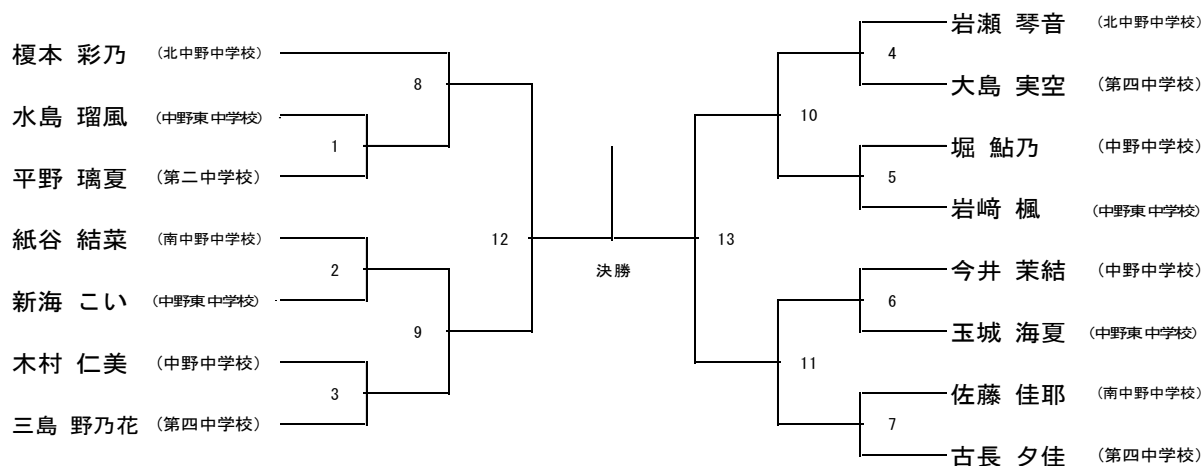 榎本 彩乃 （北中野中学校）
8
水島 瑠風 （中野東中学校）
1
平野 璃夏 （第二中学校）
紙谷 結菜 （南中野中学校）
2
12
新海 こい （中野東中学校）
9
木村 仁美 （中野中学校）
3
三島 野乃花 （第四中学校）
決勝
岩瀬 琴音 （北中野中学校）
4
大島 実空 （第四中学校）
10
堀 鮎乃 （中野中学校）
5
岩﨑 楓 （中野東中学校）
13
今井 茉結 （中野中学校）
6
玉城 海夏 （中野東中学校）
11
佐藤 佳耶 （南中野中学校）
7
古長 夕佳 （第四中学校）